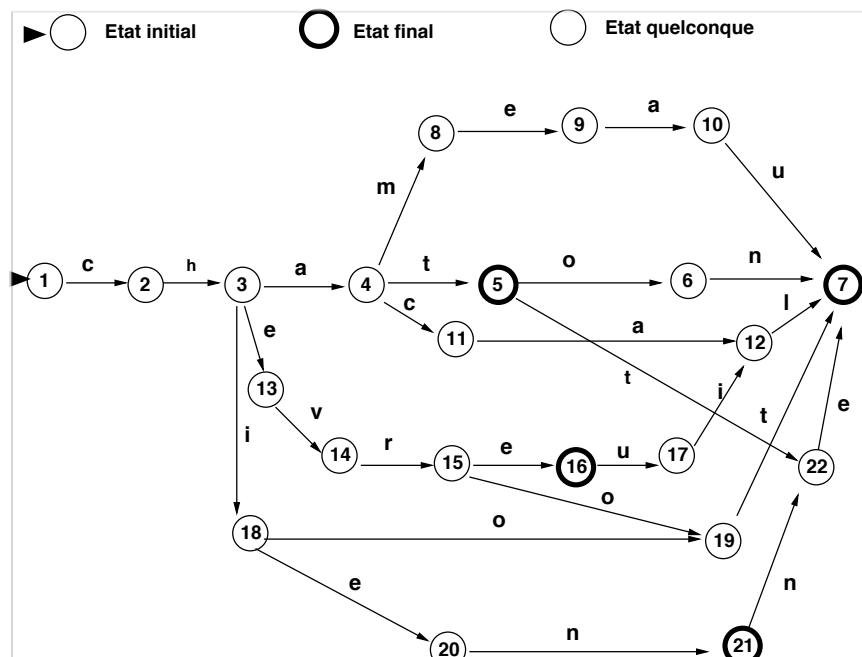 Etat initial Etat final Etat quelconque
e a
8 9 10
m u
c h a t o n
1 2 3 4 5 6 7
c a l
11 12
e t i
13
v t e
i r e u
14 15 16 17 22
o
o
18 19
e n
n
20 21